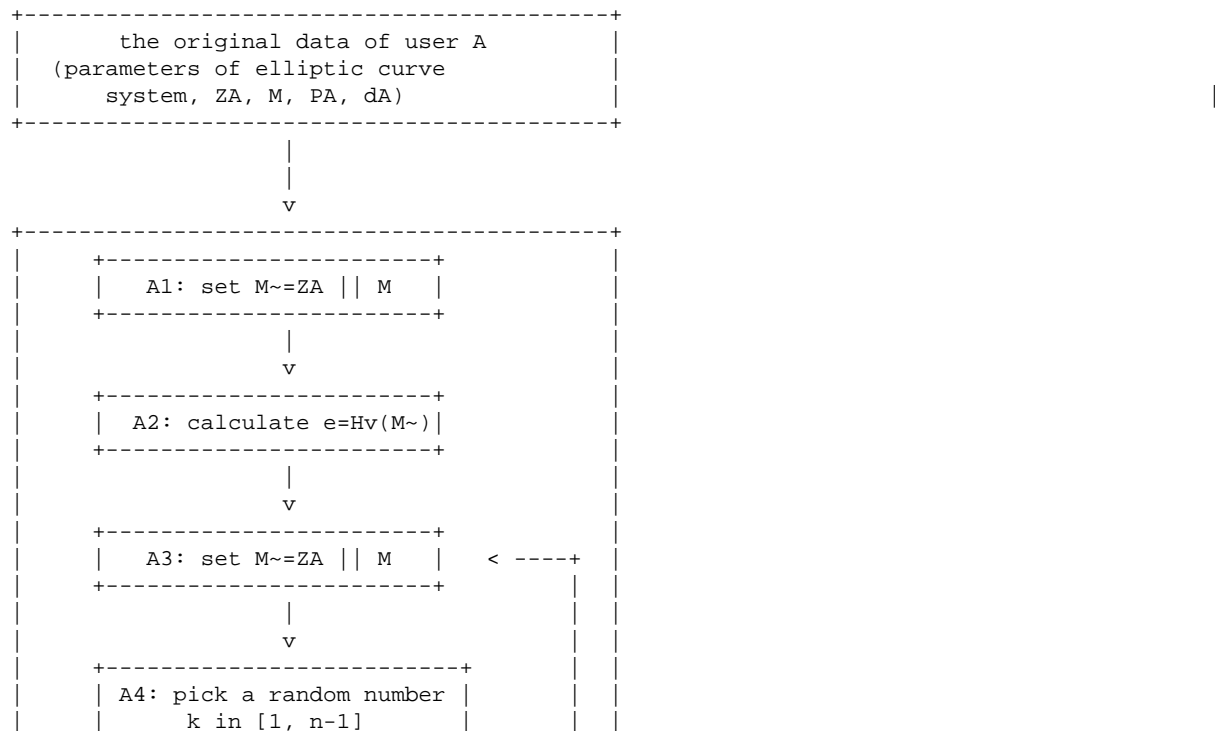 the original data of user A
(parameters of elliptic curve
system, ZA, M, PA, dA)
A1: set M~=ZA || M
A2: calculate e=Hv(M~)
A3: set M~=ZA || M
A4: pick a random number
k in [1, n-1]